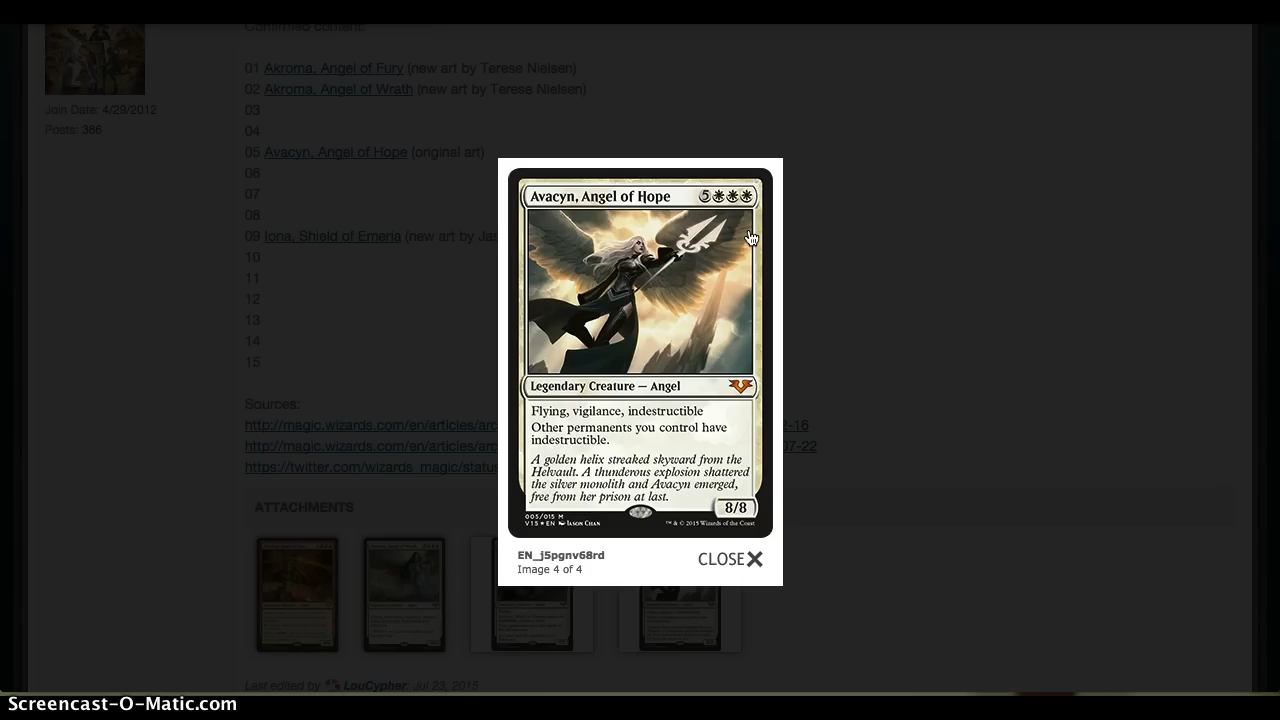 Confirmed content:
01 Akroma, Angel of Fury (new art by Terese Nielsen)
02 Akroma, Angel of Wrath (new art by Terese Nielsen)
Join Date: 4/29/2012
03
Posts: 386
04
05 Avacyn, Angel of Hope (original art)
06
07
08
09 Iona, Shield of Emeria (new art by
10
11
12
13
14
15
Sources:
http://magic.wizards.com/en/articles/arc
2-16
http://magic.wizards.com/en/articles/arc
07-22
https://twitter.com/wizards_magic/status
ATTACHMENTS
Avacyn, Angel of Hope 5
Legendary Creature — Angel
Flying, vigilance, indestructible
Other permanents you control have
indestructible.
A golden helix streaked skyward from the
Helvault. A thunderous explosion shattered
the silver monolith and Avacyn emerged,
free from her prison at last.
8/8
005/015 M
V15 EN JASON CHAN
™ & © 2015 Wizards of the Coast
EN_j5pgnv68rd
Image 4 of 4
CLOSE
Last edited by LouCypher: Jul 23, 2015
Screencast-O-Matic.com